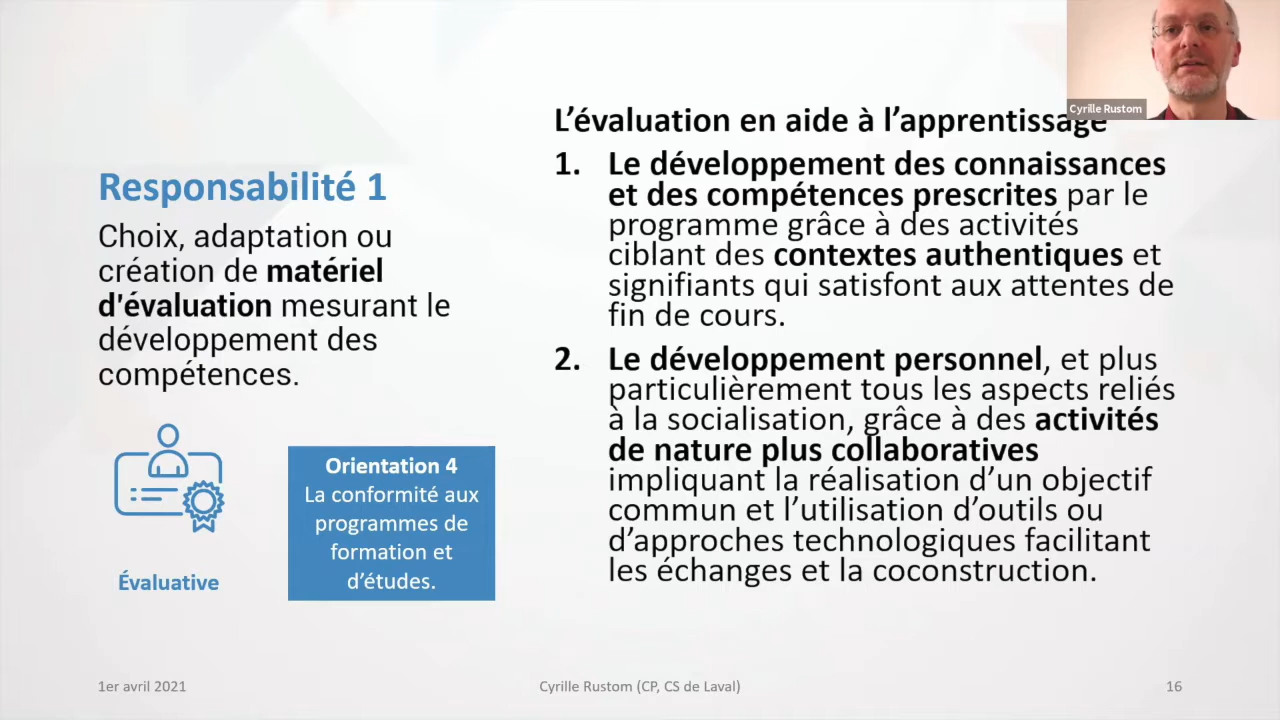 Cyrille Rustom
L’évaluation en aide à l’apprentissage
Responsabilité 1
Choix, adaptation ou
création de matériel
d’évaluation mesurant le
développement des
compétences.
Évaluative
Orientation 4
La conformité aux
programmes de
formation et
d’études.
1. Le développement des connaissances
et des compétences prescrites par le
programme grâce à des activités
ciblant des contextes authentiques et
signifiants qui satisfont aux attentes de
fin de cours.
2. Le développement personnel, et plus
particulièrement tous les aspects reliés
à la socialisation, grâce à des activités
de nature plus collaboratives
impliquant la réalisation d’un objectif
commun et l’utilisation d’outils ou
d’approches technologiques facilitant
les échanges et la coconstruction.
1er avril 2021
Cyrille Rustom (CP, CS de Laval)
16